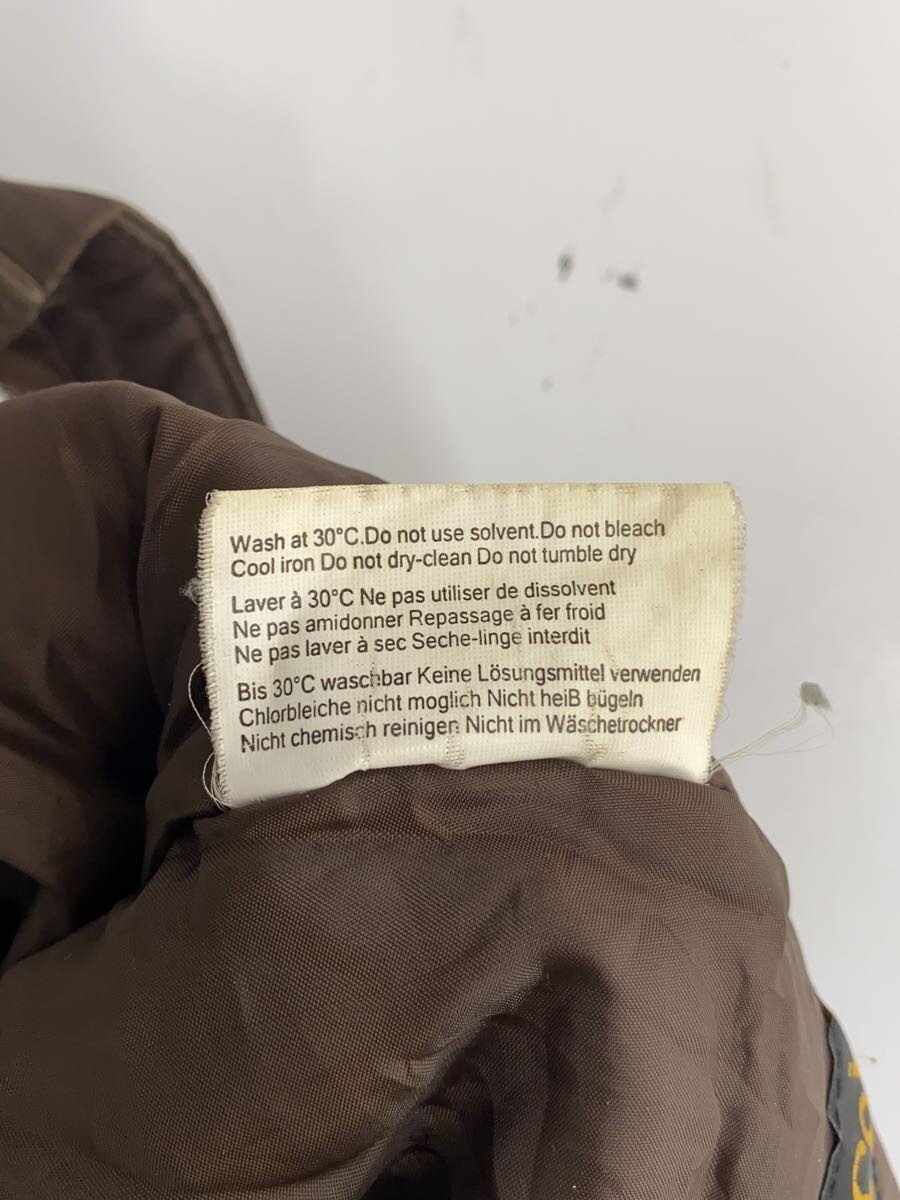 Wash at 30°C.Do not use solvent.Do not bleach
Cool iron Do not dry-clean Do not tumble dry
Laver à 30°C Ne pas utiliser de dissolvent
Ne pas amidonner Repassage à fer froid
Ne pas laver à sec Seche-linge interdit
Bis 30°C waschbar Keine Lösungsmittel verwenden
Chlorbleiche nicht moglich Nicht heiß bügeln
Nicht chemisch reinigen Nicht im Wäschetrockner